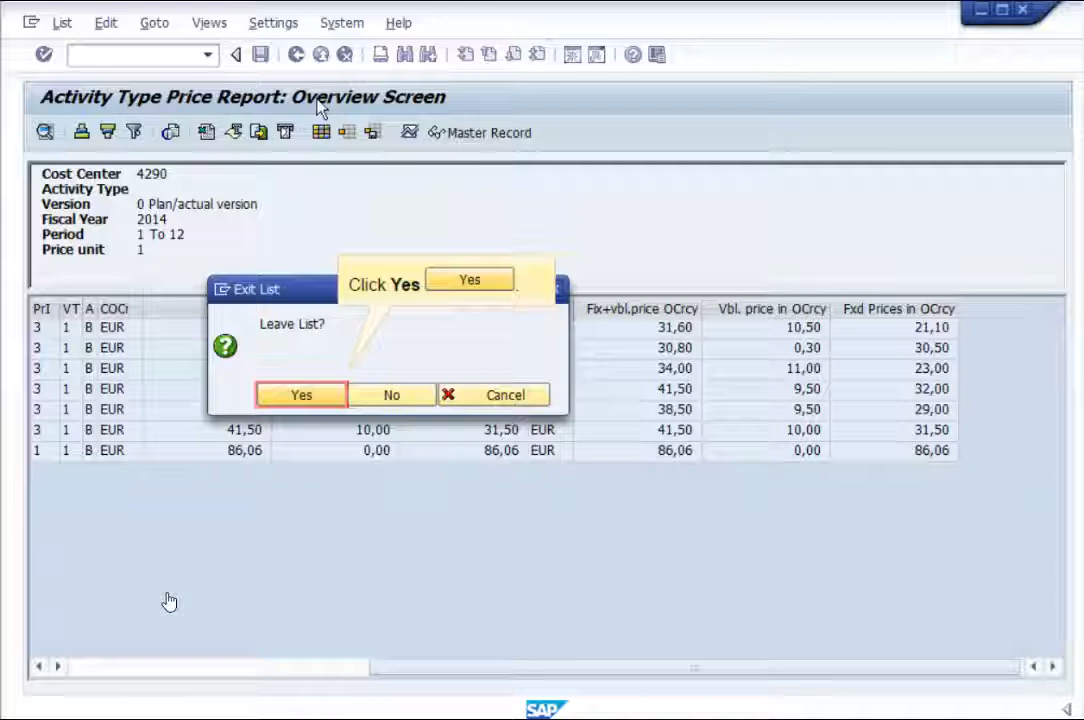 List Edit Goto Views Settings System Help
Activity Type Price Report: Overview Screen
Master Record
Cost Center 4290
Activity Type
Version 0 Plan/actual version
Fiscal Year 2014
Period 1 To 12
Price unit 1
Click Yes Yes .
Exit List
Leave List?
Yes No Cancel
PrI VT A COCr Fix+vbl.price OCrcy Vbl. price in OCrcy Fxd Prices in OCrcy
3 1 B EUR 31,60 10,50 21,10
3 1 B EUR 30,80 0,30 30,50
3 1 B EUR 34,00 11,00 23,00
3 1 B EUR 41,50 9,50 32,00
3 1 B EUR 38,50 9,50 29,00
3 1 B EUR 41,50 10,00 31,50 EUR 41,50 10,00 31,50
1 1 B EUR 86,06 0,00 86,06 EUR 86,06 0,00 86,06
SAP